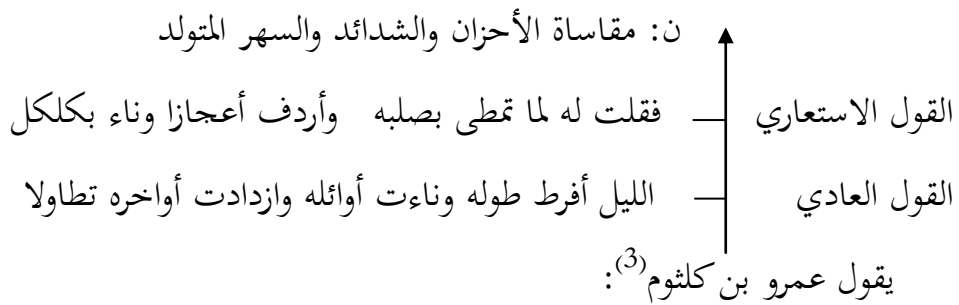 ن: مقاساة الأحزان والشدائد والسهر المتولد
القول الاستعاري — فقلت له لما تمطى بصلبه وأردف أعجازا وناء بكلكل
القول العادي — الليل أفرط طوله وناءت أوائله وازدادت أواخره تطاولا
يقول عمرو بن كلثوم(3):